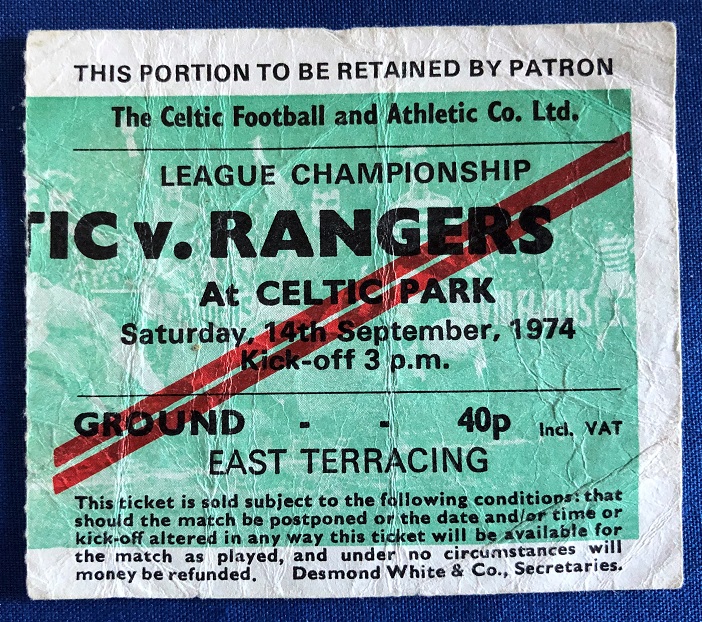 THIS PORTION TO BE RETAINED BY PATRON
The Celtic Football and Athletic Co. Ltd.
LEAGUE CHAMPIONSHIP
TIC v. RANGERS
At CELTIC PARK
Saturday, 14th September, 1974
Kick-off 3 p.m.
GROUND - - 40p Incl. VAT
EAST TERRACING
This ticket is sold subject to the following conditions: that
should the match be postponed or the date and/or time or
kick-off altered in any way this ticket will be available for
the match as played, and under no circumstances will
money be refunded. Desmond White & Co., Secretaries.